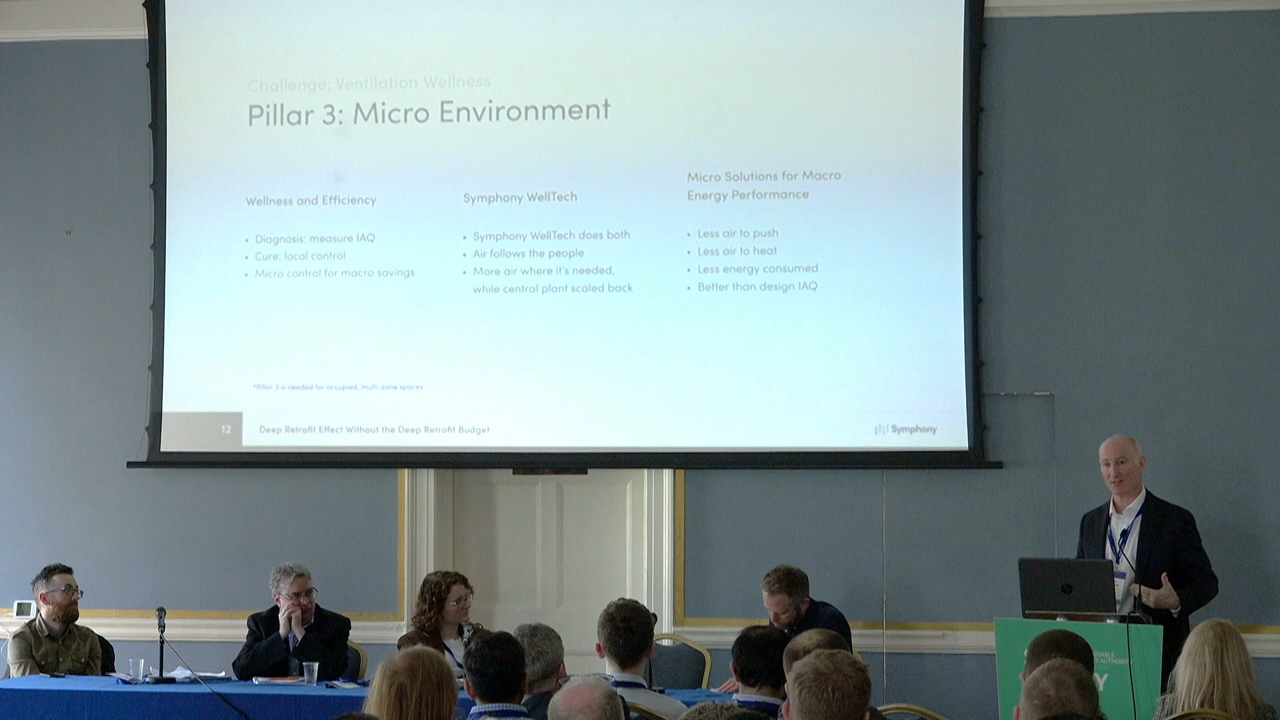 Challenge: Ventilation Wellness
Pillar 3: Micro Environment
Wellness and Efficiency
• Diagnosis: measure IAQ
• Cure: local control
• Micro control for macro savings
Symphony WellTech
• Symphony WellTech does both
• Air follows the people
• More air where it's needed,
while central plant scaled back
Micro Solutions for Macro
Energy Performance
• Less air to push
• Less air to heat
• Less energy consumed
• Better than design IAQ
*Pillar 3 is needed for occupied, multi-zone spaces
12
Deep Retrofit Effect Without the Deep Retrofit Budget
Symphony
hp
AUTHORITY